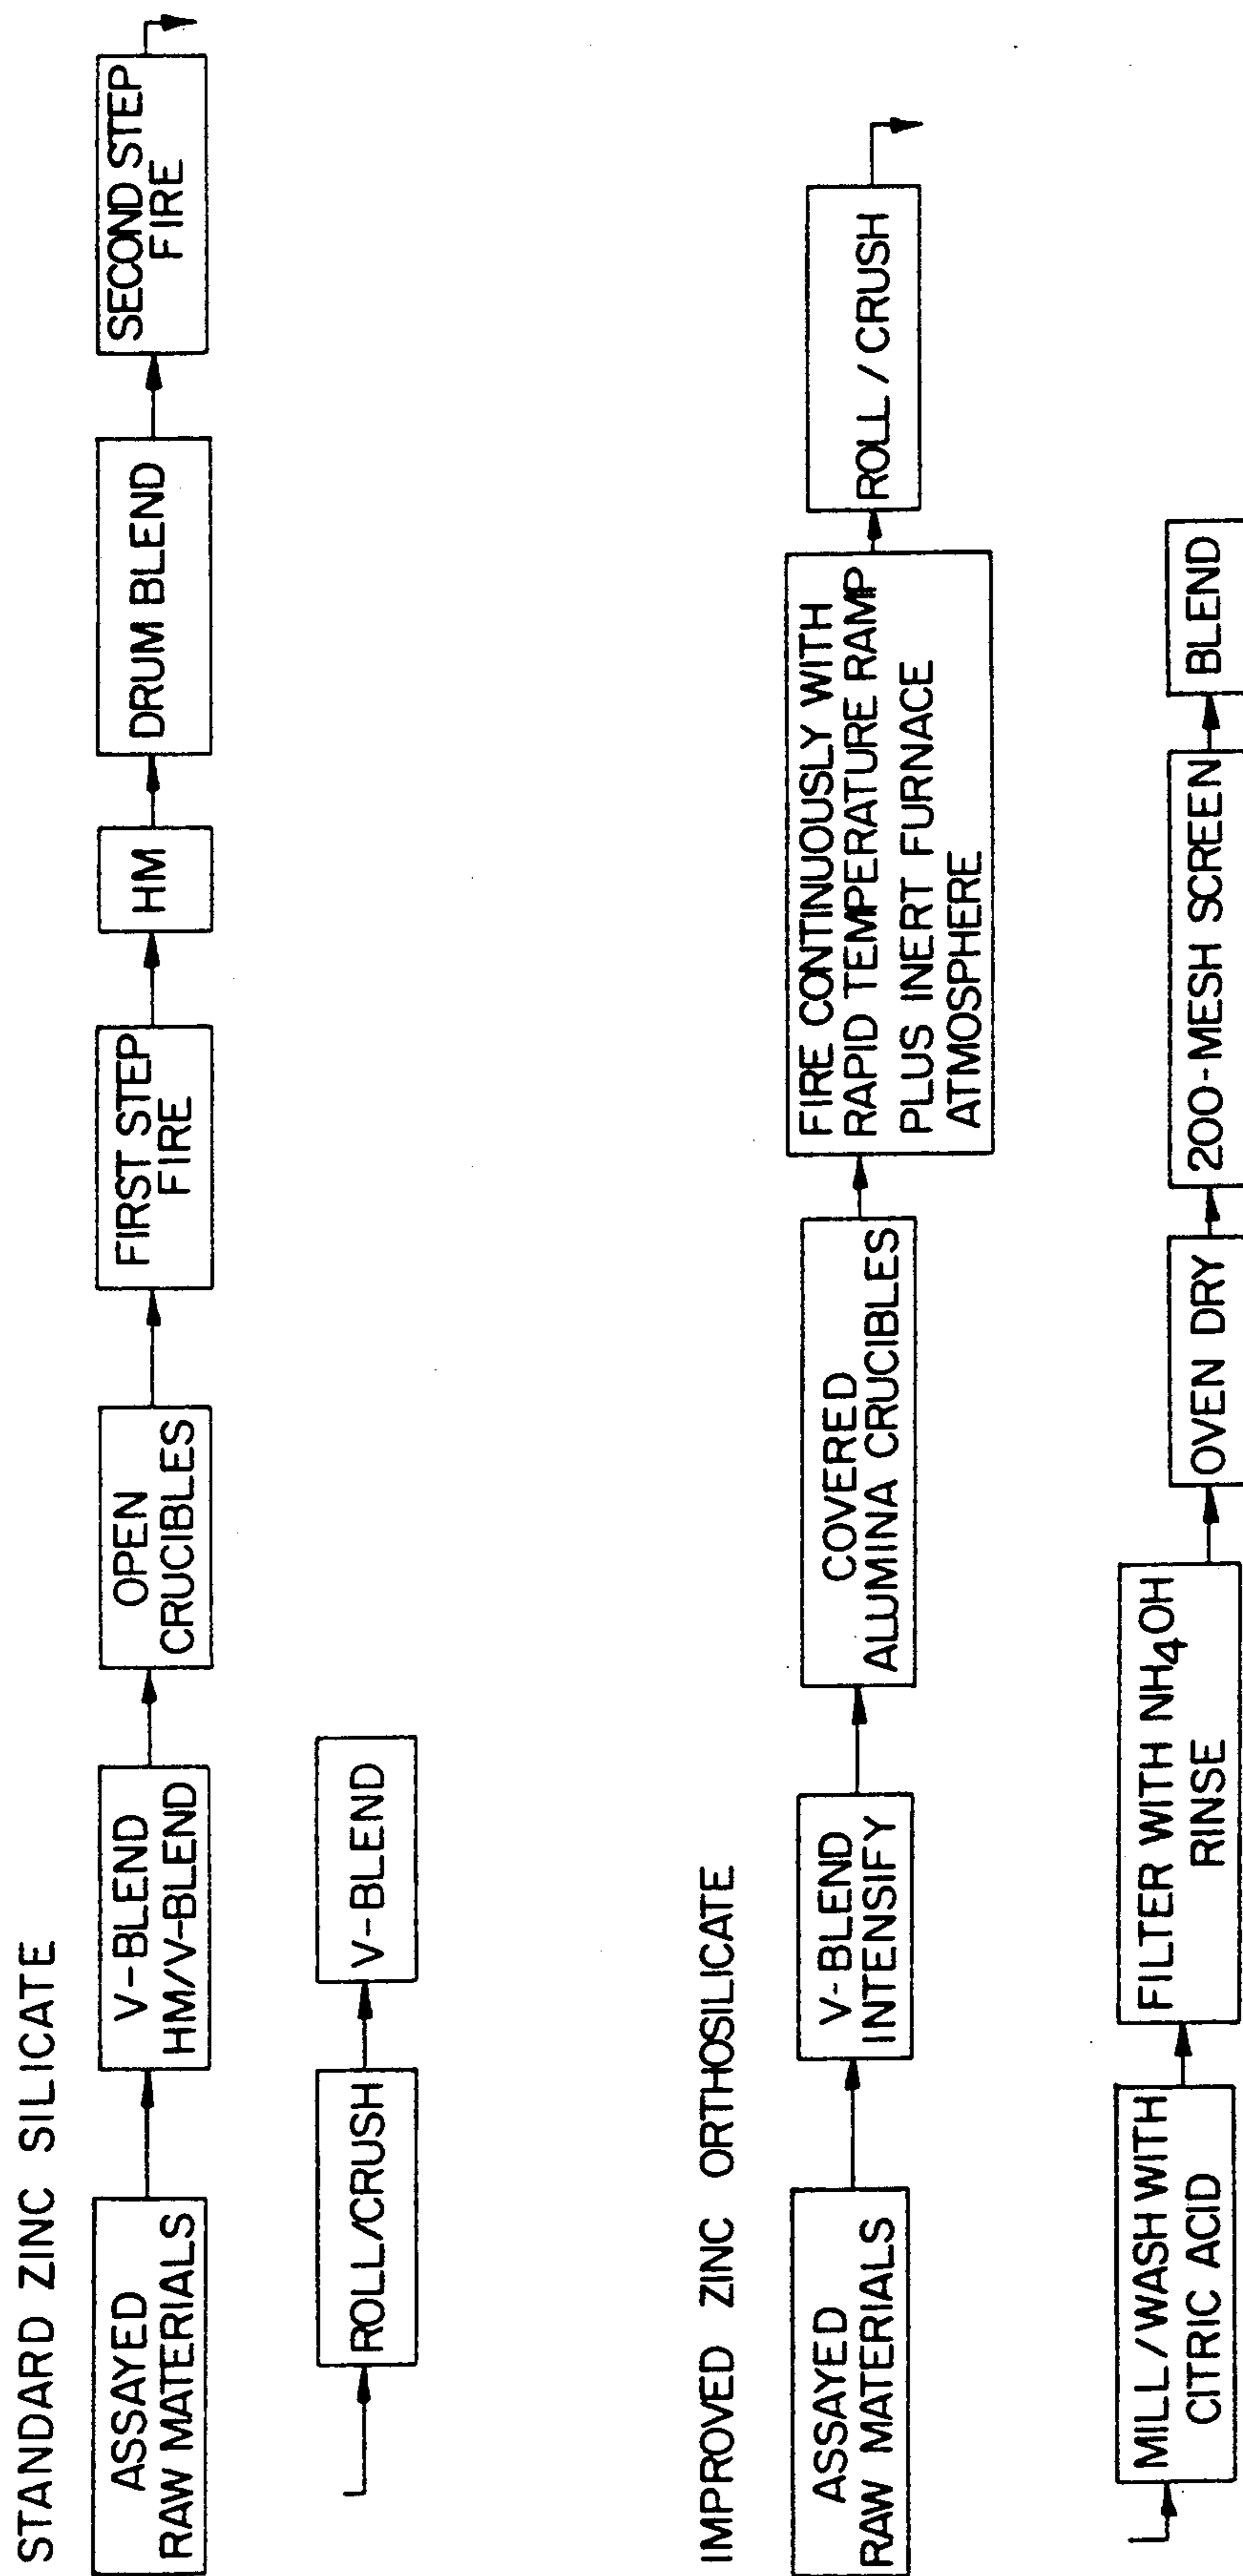 STANDARD ZINC SILICATE
ASSAYED
RAW MATERIALS
V-BLEND
HM/V-BLEND
OPEN
CRUCIBLES
FIRST STEP
FIRE
HM
DRUM BLEND
SECOND STEP
FIRE
ROLL/CRUSH
V-BLEND
IMPROVED ZINC ORTHOSILICATE
ASSAYED
RAW MATERIALS
V-BLEND
INTENSIFY
COVERED
ALUMINA CRUCIBLES
FIRE CONTINUOUSLY WITH
RAPID TEMPERATURE RAMP
PLUS INERT FURNACE
ATMOSPHERE
ROLL/CRUSH
MILL/WASH WITH
CITRIC ACID
FILTER WITH NH4OH
RINSE
OVEN DRY
200-MESH SCREEN
BLEND